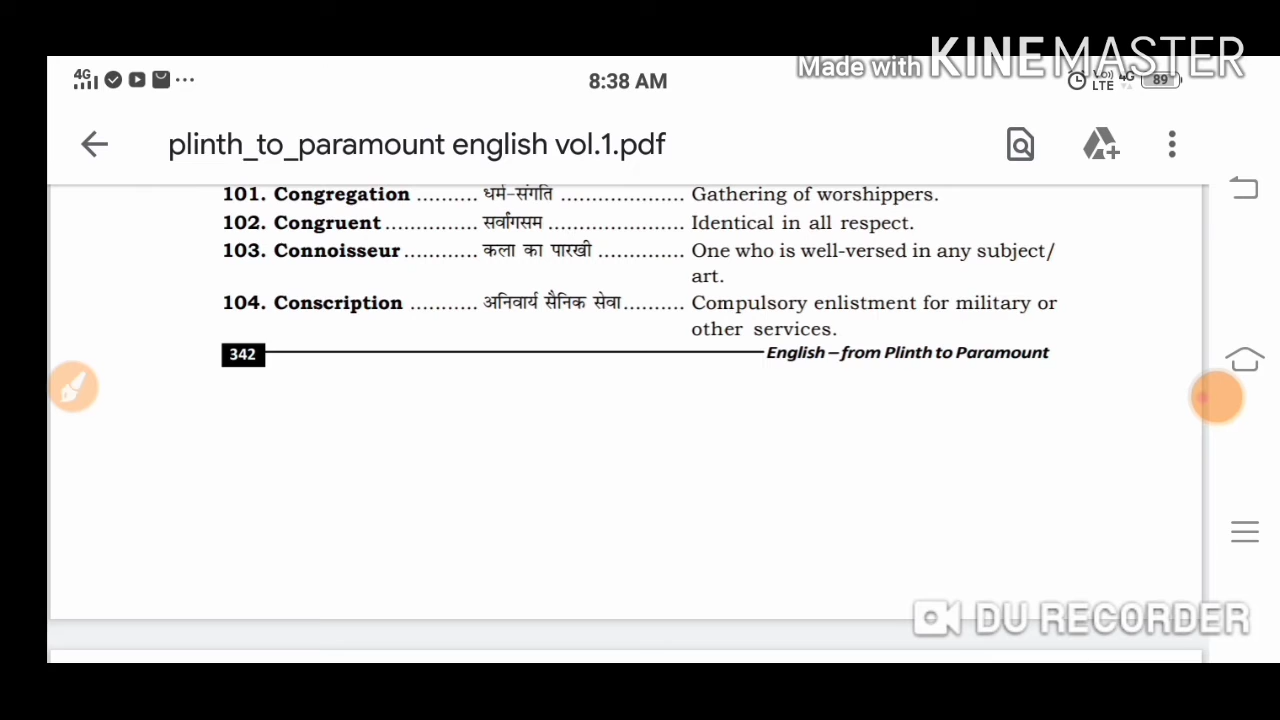 Made with KINEMASTER
4G 8:38 AM Vo)) LTE 4G 89
plinth_to_paramount english vol.1.pdf
101. Congregation .......... धर्म-संगति .................... Gathering of worshippers.
102. Congruent .............. सर्वांगसम ...................... Identical in all respect.
103. Connoisseur ............ कला का पारखी .............. One who is well-versed in any subject/
art.
104. Conscription ........... अनिवार्य सैनिक सेवा.......... Compulsory enlistment for military or
other services.
342 English – from Plinth to Paramount
DU RECORDER